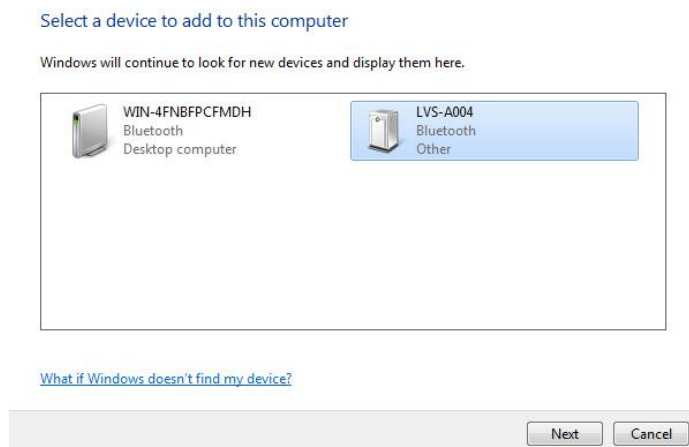 Select a device to add to this computer
Windows will continue to look for new devices and display them here.
WIN-4FNBFPCFMDH
Bluetooth
Desktop computer
LVS-A004
Bluetooth
Other
What if Windows doesn't find my device?
Next
Cancel